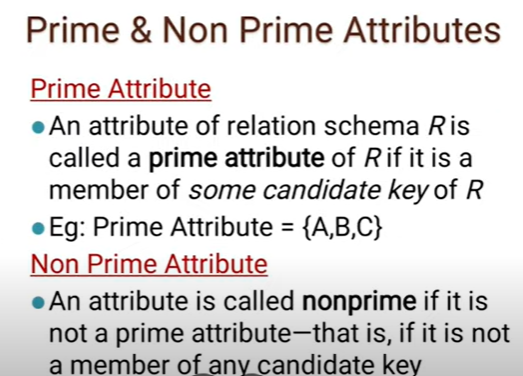 Prime & Non Prime Attributes
Prime Attribute
•An attribute of relation schema R is
called a prime attribute of R if it is a
member of some candidate key of R
•Eg: Prime Attribute = {A,B,C}
Non Prime Attribute
•An attribute is called nonprime if it is
not a prime attribute—that is, if it is not
a member of any candidate key